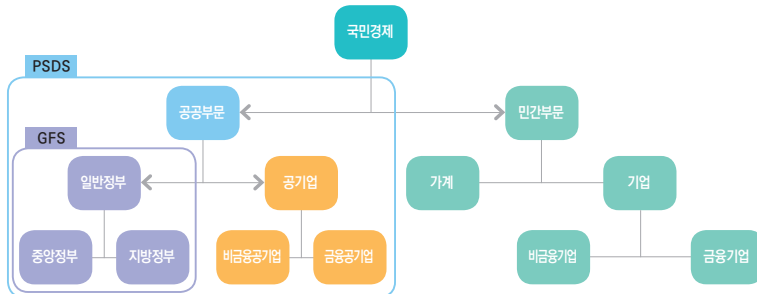 국민경제
PSDS
공공부문
민간부문
GFS
일반정부
공기업
가계
기업
중앙정부
지방정부
비금융공기업
금융공기업
비금융기업
금융기업